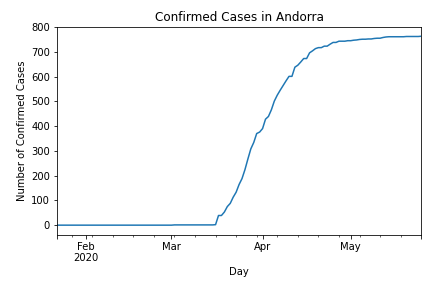 Confirmed Cases in Andorra
800
700
600
500
400
300
200
100
0
Number of Confirmed Cases
Feb
2020
Mar
Apr
May
Day